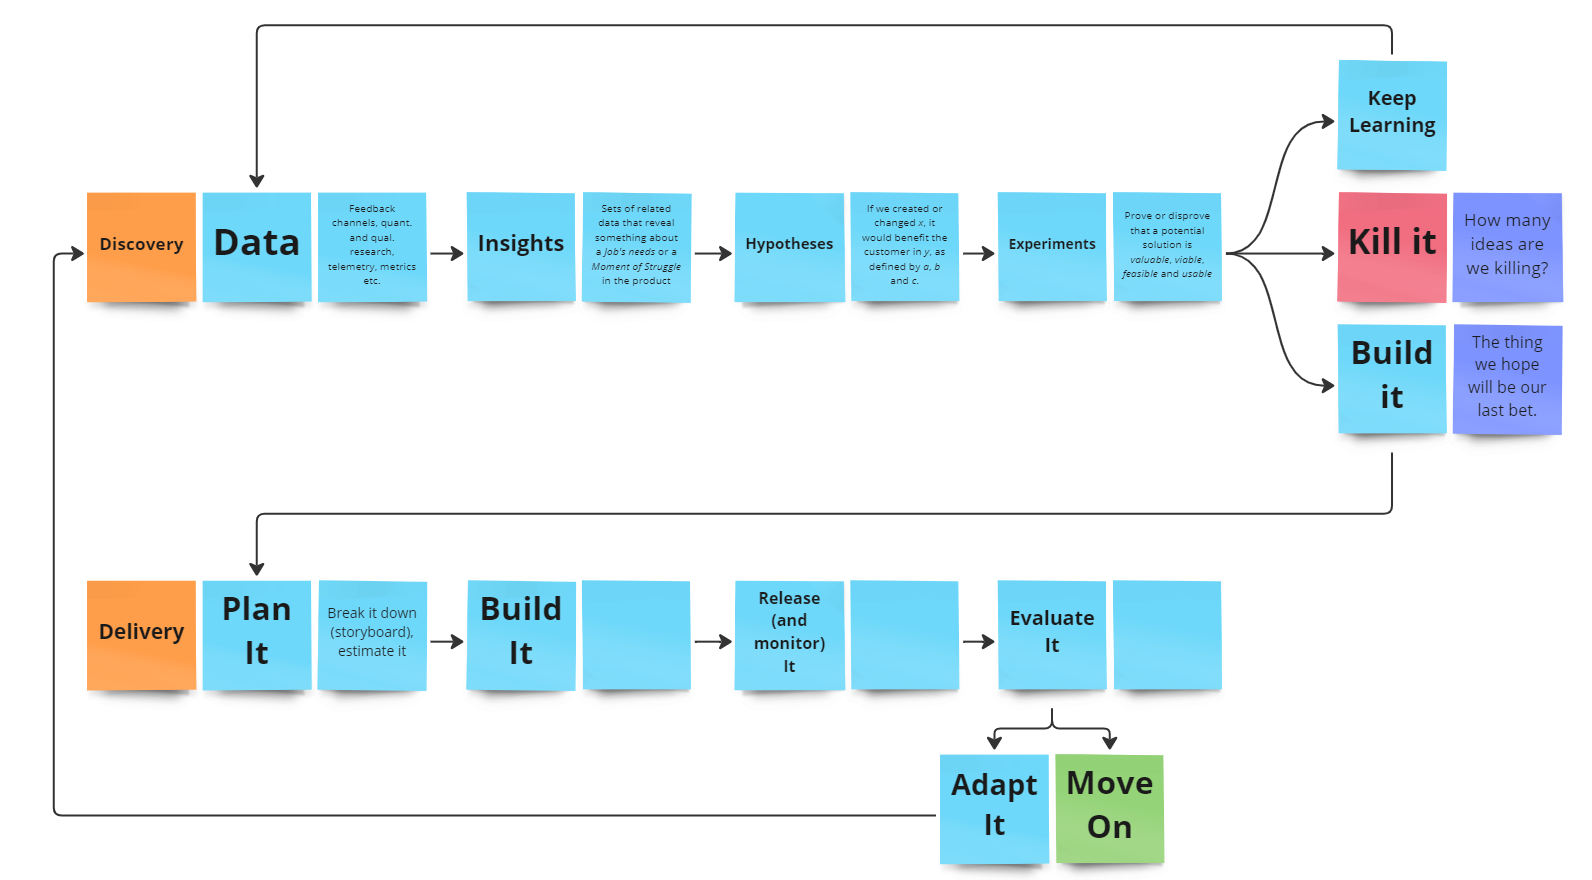 Keep
Learning
Discovery
Data
Feedback
channels, quant.
and qual.
research,
telemetry, metrics
etc.
Insights
Sets of related
data that reveal
something about
a Job's needs or a
Moment of Struggle
in the product
Hypotheses
If we created or
changed x, it
would benefit the
customer in y, as
defined by a, b
and c.
Experiments
Prove or disprove
that a potential
solution is
valuable, viable,
feasible and usable
Kill it
How many
ideas are
we killing?
Build
it
The thing
we hope
will be our
last bet.
Delivery
Plan
It
Break it down
(storyboard),
estimate it
Build
It
Release
(and
monitor)
It
Evaluate
It
Adapt
It
Move
On